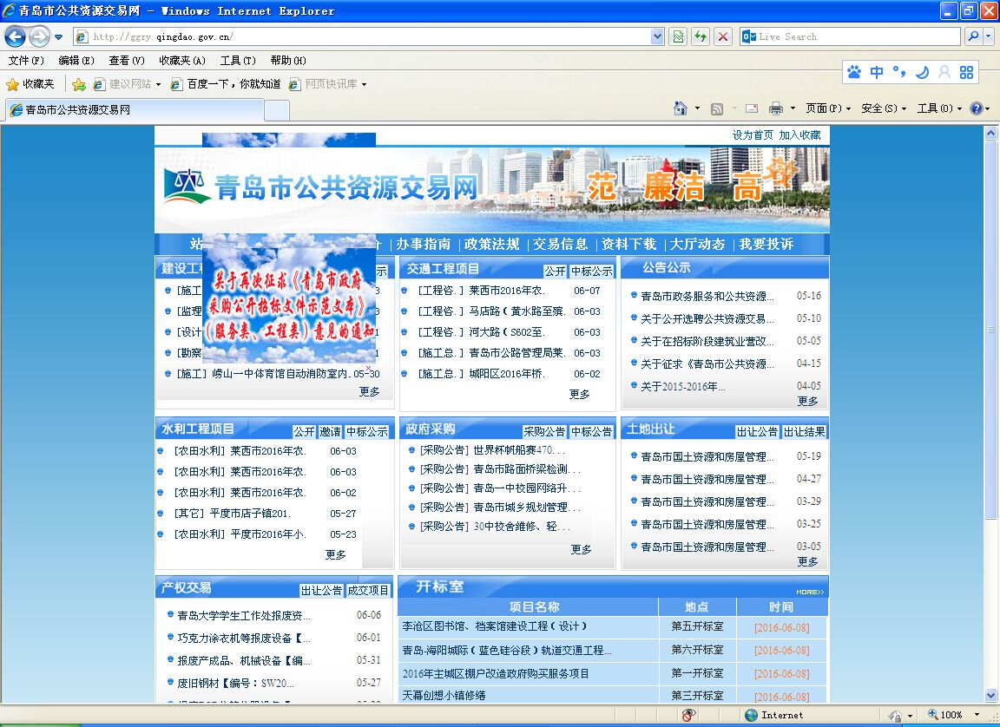 青岛市公共资源交易网 - Windows Internet Explorer
http://ggzy.qingdao.gov.cn/
Live Search
文件(F) 编辑(E) 查看(V) 收藏夹(A) 工具(T) 帮助(H)
中
收藏夹 建议网站 百度一下，你就知道 网页快讯库
青岛市公共资源交易网
页面(P) 安全(S) 工具(O)
设为首页 加入收藏
青岛市公共资源交易网
范 廉洁 高
站 办事指南 政策法规 交易信息 资料下载 大厅动态 我要投诉
关于再次征求《青岛市政府
采购公开招标文件示范文本》
（服务类、工程类）意见的通知
建设工
[施工
[监理
[设计
[勘察
[施工] 崂山一中体育馆自动消防室内. 05-30
更多
交通工程项目 公开 中标公示
[工程咨.] 莱西市2016年农. 06-07
[工程咨.] 马店路（黄水路至殡. 06-03
[工程咨.] 河大路（S602至. 06-03
[施工总.] 青岛市公路管理局莱. 06-03
[施工总.] 城阳区2016年桥. 06-02
更多
公告公示
青岛市政务服务和公共资源... 05-16
关于公开选聘公共资源交易... 05-10
关于在招标阶段建筑业营改... 05-05
关于征求《青岛市公共资源... 04-15
关于2015-2016年... 04-05
更多
水利工程项目 公开 邀请 中标公示
[农田水利] 莱西市2016年农. 06-03
[农田水利] 莱西市2016年农. 06-03
[农田水利] 莱西市2016年农. 06-02
[其它] 平度市店子镇201. 05-27
[农田水利] 平度市2016年小. 05-23
更多
政府采购 采购公告 中标公告
[采购公告] 世界杯帆船赛470...
[采购公告] 青岛市路面桥梁检测...
[采购公告] 青岛一中校园网络升...
[采购公告] 青岛市城乡规划管理...
[采购公告] 30中校舍维修、轻...
更多
土地出让 出让公告 出让结果
青岛市国土资源和房屋管理... 05-19
青岛市国土资源和房屋管理... 04-27
青岛市国土资源和房屋管理... 03-29
青岛市国土资源和房屋管理... 03-25
青岛市国土资源和房屋管理... 03-05
更多
产权交易 出让公告 成交项目
青岛大学学生工作处报废资... 06-06
巧克力涂衣机等报废设备【... 06-01
报废产成品、机械设备【编... 05-31
废旧钢材【编号：SW20... 05-27
开标室 MORE>>
项目名称 地点 时间
李沧区图书馆、档案馆建设工程（设计） 第五开标室 [2016-06-08]
青岛-海阳城际（蓝色硅谷段）轨道交通工程... 第六开标室 [2016-06-08]
2016年主城区棚户改造政府购买服务项目 第一开标室 [2016-06-08]
天幕创想小镇修缮 第三开标室 [2016-06-08]
Internet 100%